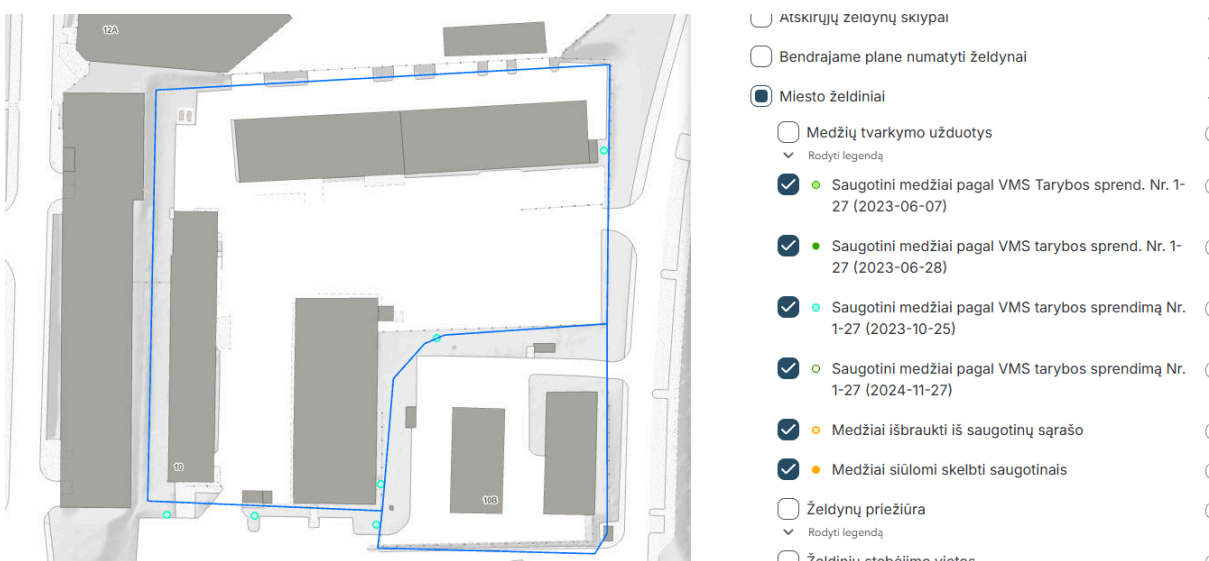 12A
10
10B
Atskirųjų želdynų sklypai
Bendrajame plane numatyti želdynai
Miesto želdiniai
Medžių tvarkymo užduotys
Rodyti legendą
Saugotini medžiai pagal VMS Tarybos sprend. Nr. 1-
27 (2023-06-07)
Saugotini medžiai pagal VMS tarybos sprend. Nr. 1-
27 (2023-06-28)
Saugotini medžiai pagal VMS tarybos sprendimą Nr.
1-27 (2023-10-25)
Saugotini medžiai pagal VMS tarybos sprendimą Nr.
1-27 (2024-11-27)
Medžiai išbraukti iš saugotinų sąrašo
Medžiai siūlomi skelbti saugotinais
Želdynų priežiūra
Rodyti legendą
Želdinių stebėjimo vietos